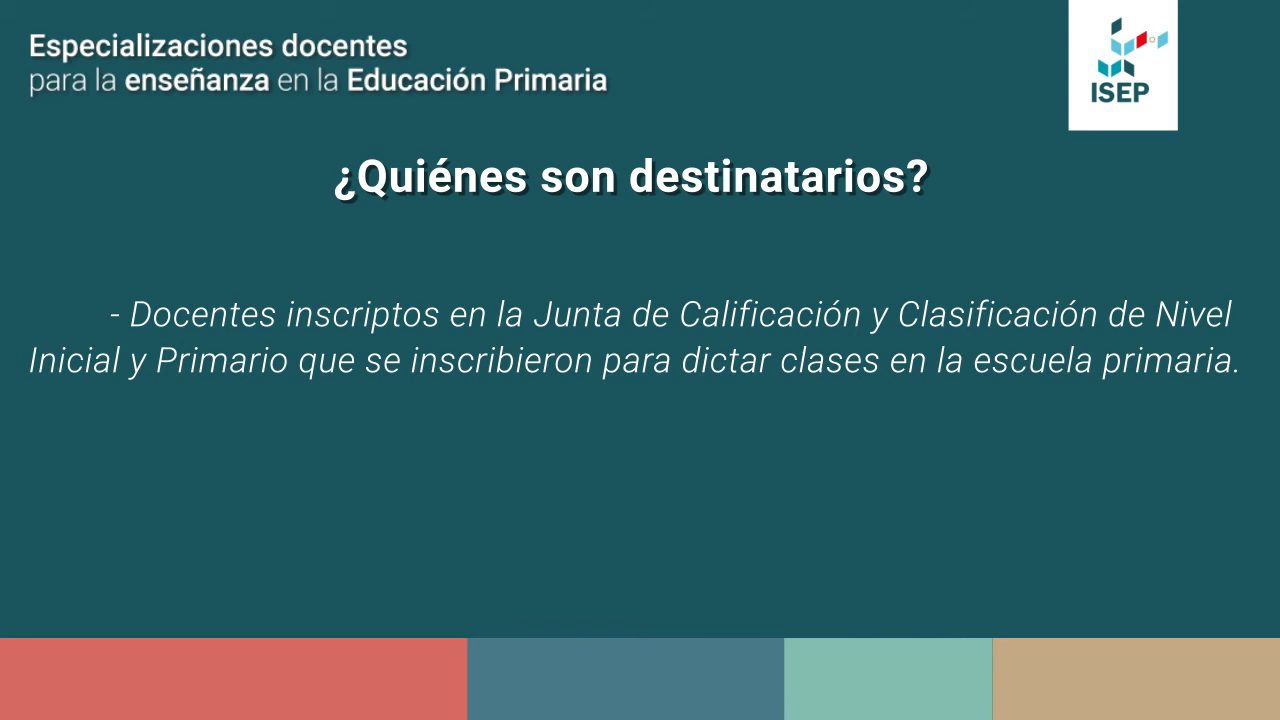 Especializaciones docentes
para la enseñanza en la Educación Primaria
ISEP
¿Quiénes son destinatarios?
- Docentes inscriptos en la Junta de Calificación y Clasificación de Nivel
Inicial y Primario que se inscribieron para dictar clases en la escuela primaria.